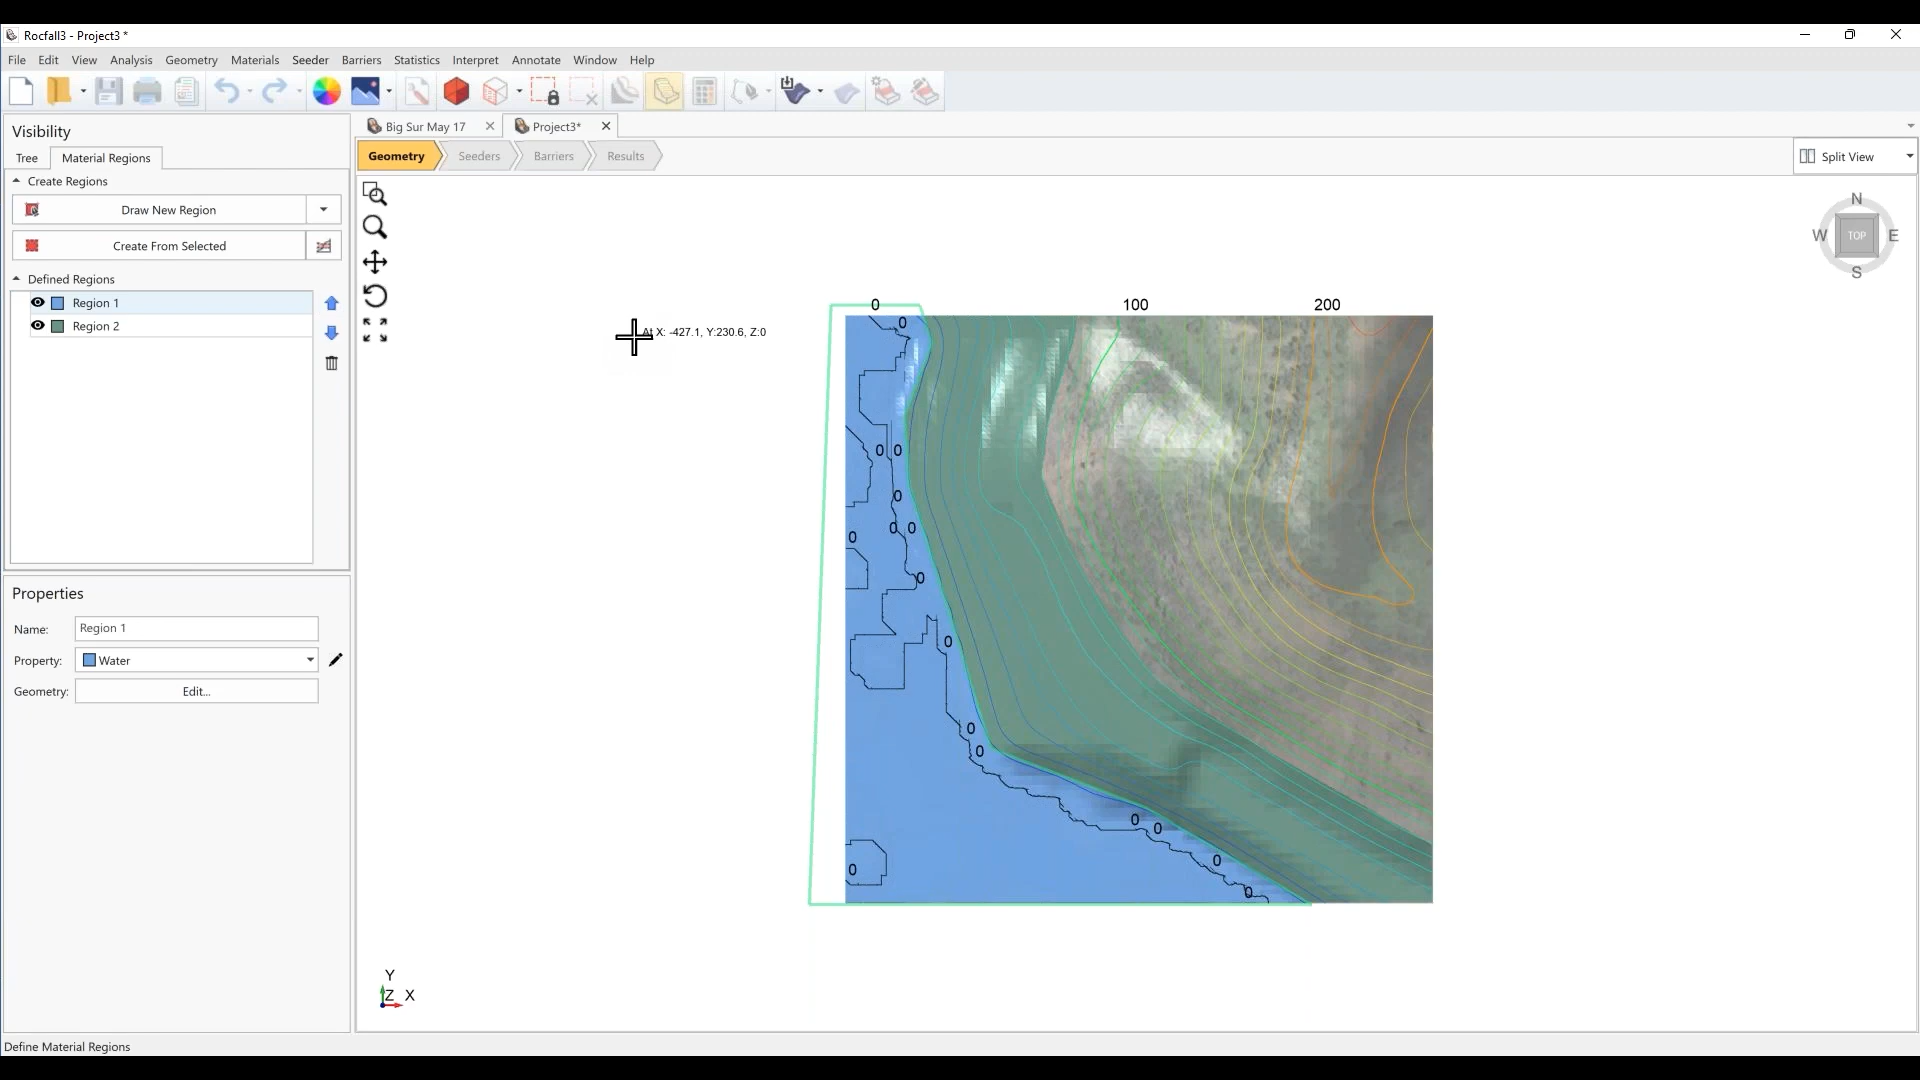 Rocfall3 - Project3 *
File Edit View Analysis Geometry Materials Seeder Barriers Statistics Interpret Annotate Window Help
Visibility
Tree Material Regions
Create Regions
Draw New Region
Create From Selected
Defined Regions
Region 1
Region 2
Properties
Name: Region 1
Property: Water
Geometry: Edit...
Big Sur May 17 Project3*
Geometry Seeders Barriers Results
Split View
N
W TOP E
S
At X: -427.1, Y:230.6, Z:0
0 100 200
0
0 0
0
0 0
0
0
0
0
0
0
0
0
0
0
Y
Z X
Define Material Regions